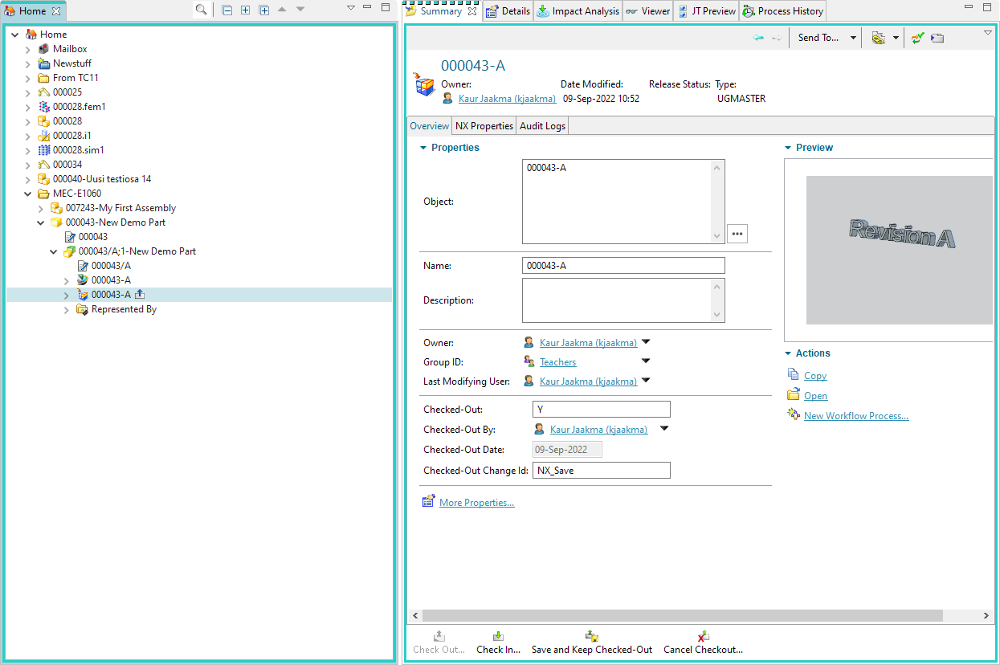 Home
Home
Mailbox
Newstuff
From TC11
000025
000028.fem1
000028
000028.i1
000028.sim1
000034
000040-Uusi testiosa 14
MEC-E1060
007243-My First Assembly
000043-New Demo Part
000043
000043/A;1-New Demo Part
000043/A
000043-A
000043-A
Represented By
Summary Details Impact Analysis Viewer JT Preview Process History
Send To...
000043-A
Owner: Date Modified: Release Status: Type:
Kaur Jaakma (kjaakma) 09-Sep-2022 10:52 UGMASTER
Overview NX Properties Audit Logs
Properties
Object: 000043-A
...
Name: 000043-A
Description:
Owner: Kaur Jaakma (kjaakma)
Group ID: Teachers
Last Modifying User: Kaur Jaakma (kjaakma)
Checked-Out: Y
Checked-Out By: Kaur Jaakma (kjaakma)
Checked-Out Date: 09-Sep-2022
Checked-Out Change Id: NX_Save
More Properties...
Preview
Revision A
Actions
Copy
Open
New Workflow Process...
Check Out... Check In... Save and Keep Checked-Out Cancel Checkout...